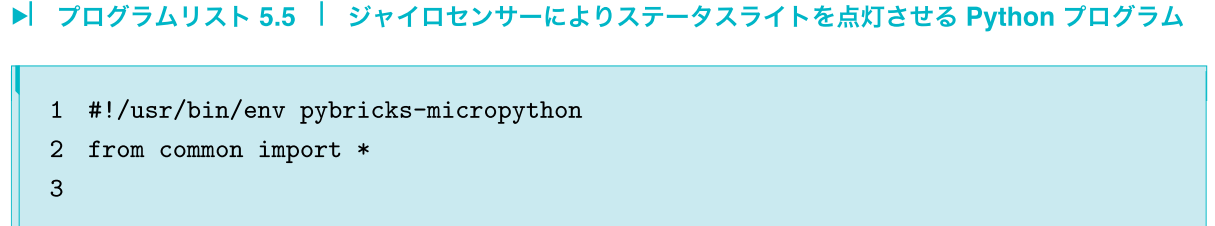 ▶| プログラムリスト 5.5 | ジャイロセンサーによりステータスライトを点灯させる Python プログラム
1 #!/usr/bin/env pybricks-micropython
2 from common import *
3